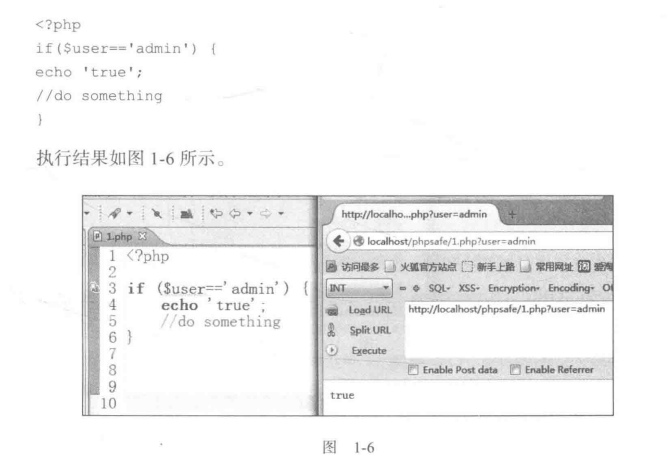 <?php
if($user=='admin') {
echo 'true';
//do something
}
执行结果如图 1-6 所示。
1.php
1 <?php
2
3 if ($user=='admin') {
4 echo 'true';
5 //do something
6 }
7
8
9
10
http://localho...php?user=admin
localhost/phpsafe/1.php?user=admin
访问最多 火狐官方站点 新手上路 常用网址 爱淘
INT SQL- XSS- Encryption- Encoding-
Load URL http://localhost/phpsafe/1.php?user=admin
Split URL
Execute
Enable Post data Enable Referrer
true
图 1-6